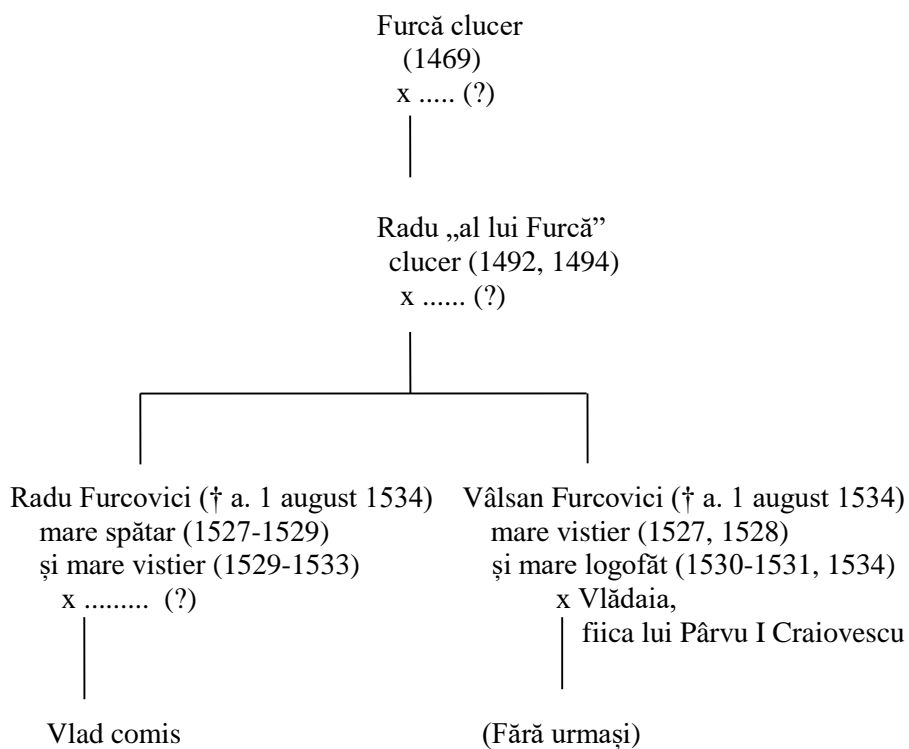 Furcă clucer
(1469)
x ..... (?)
Radu „al lui Furcă”
clucer (1492, 1494)
x ...... (?)
Radu Furcovici († a. 1 august 1534)
mare spătar (1527-1529)
și mare vistier (1529-1533)
x ......... (?)
Vlad comis
Vâlsan Furcovici († a. 1 august 1534)
mare vistier (1527, 1528)
și mare logofăt (1530-1531, 1534)
x Vlădaia,
fiica lui Pârvu I Craiovescu
(Fără urmași)